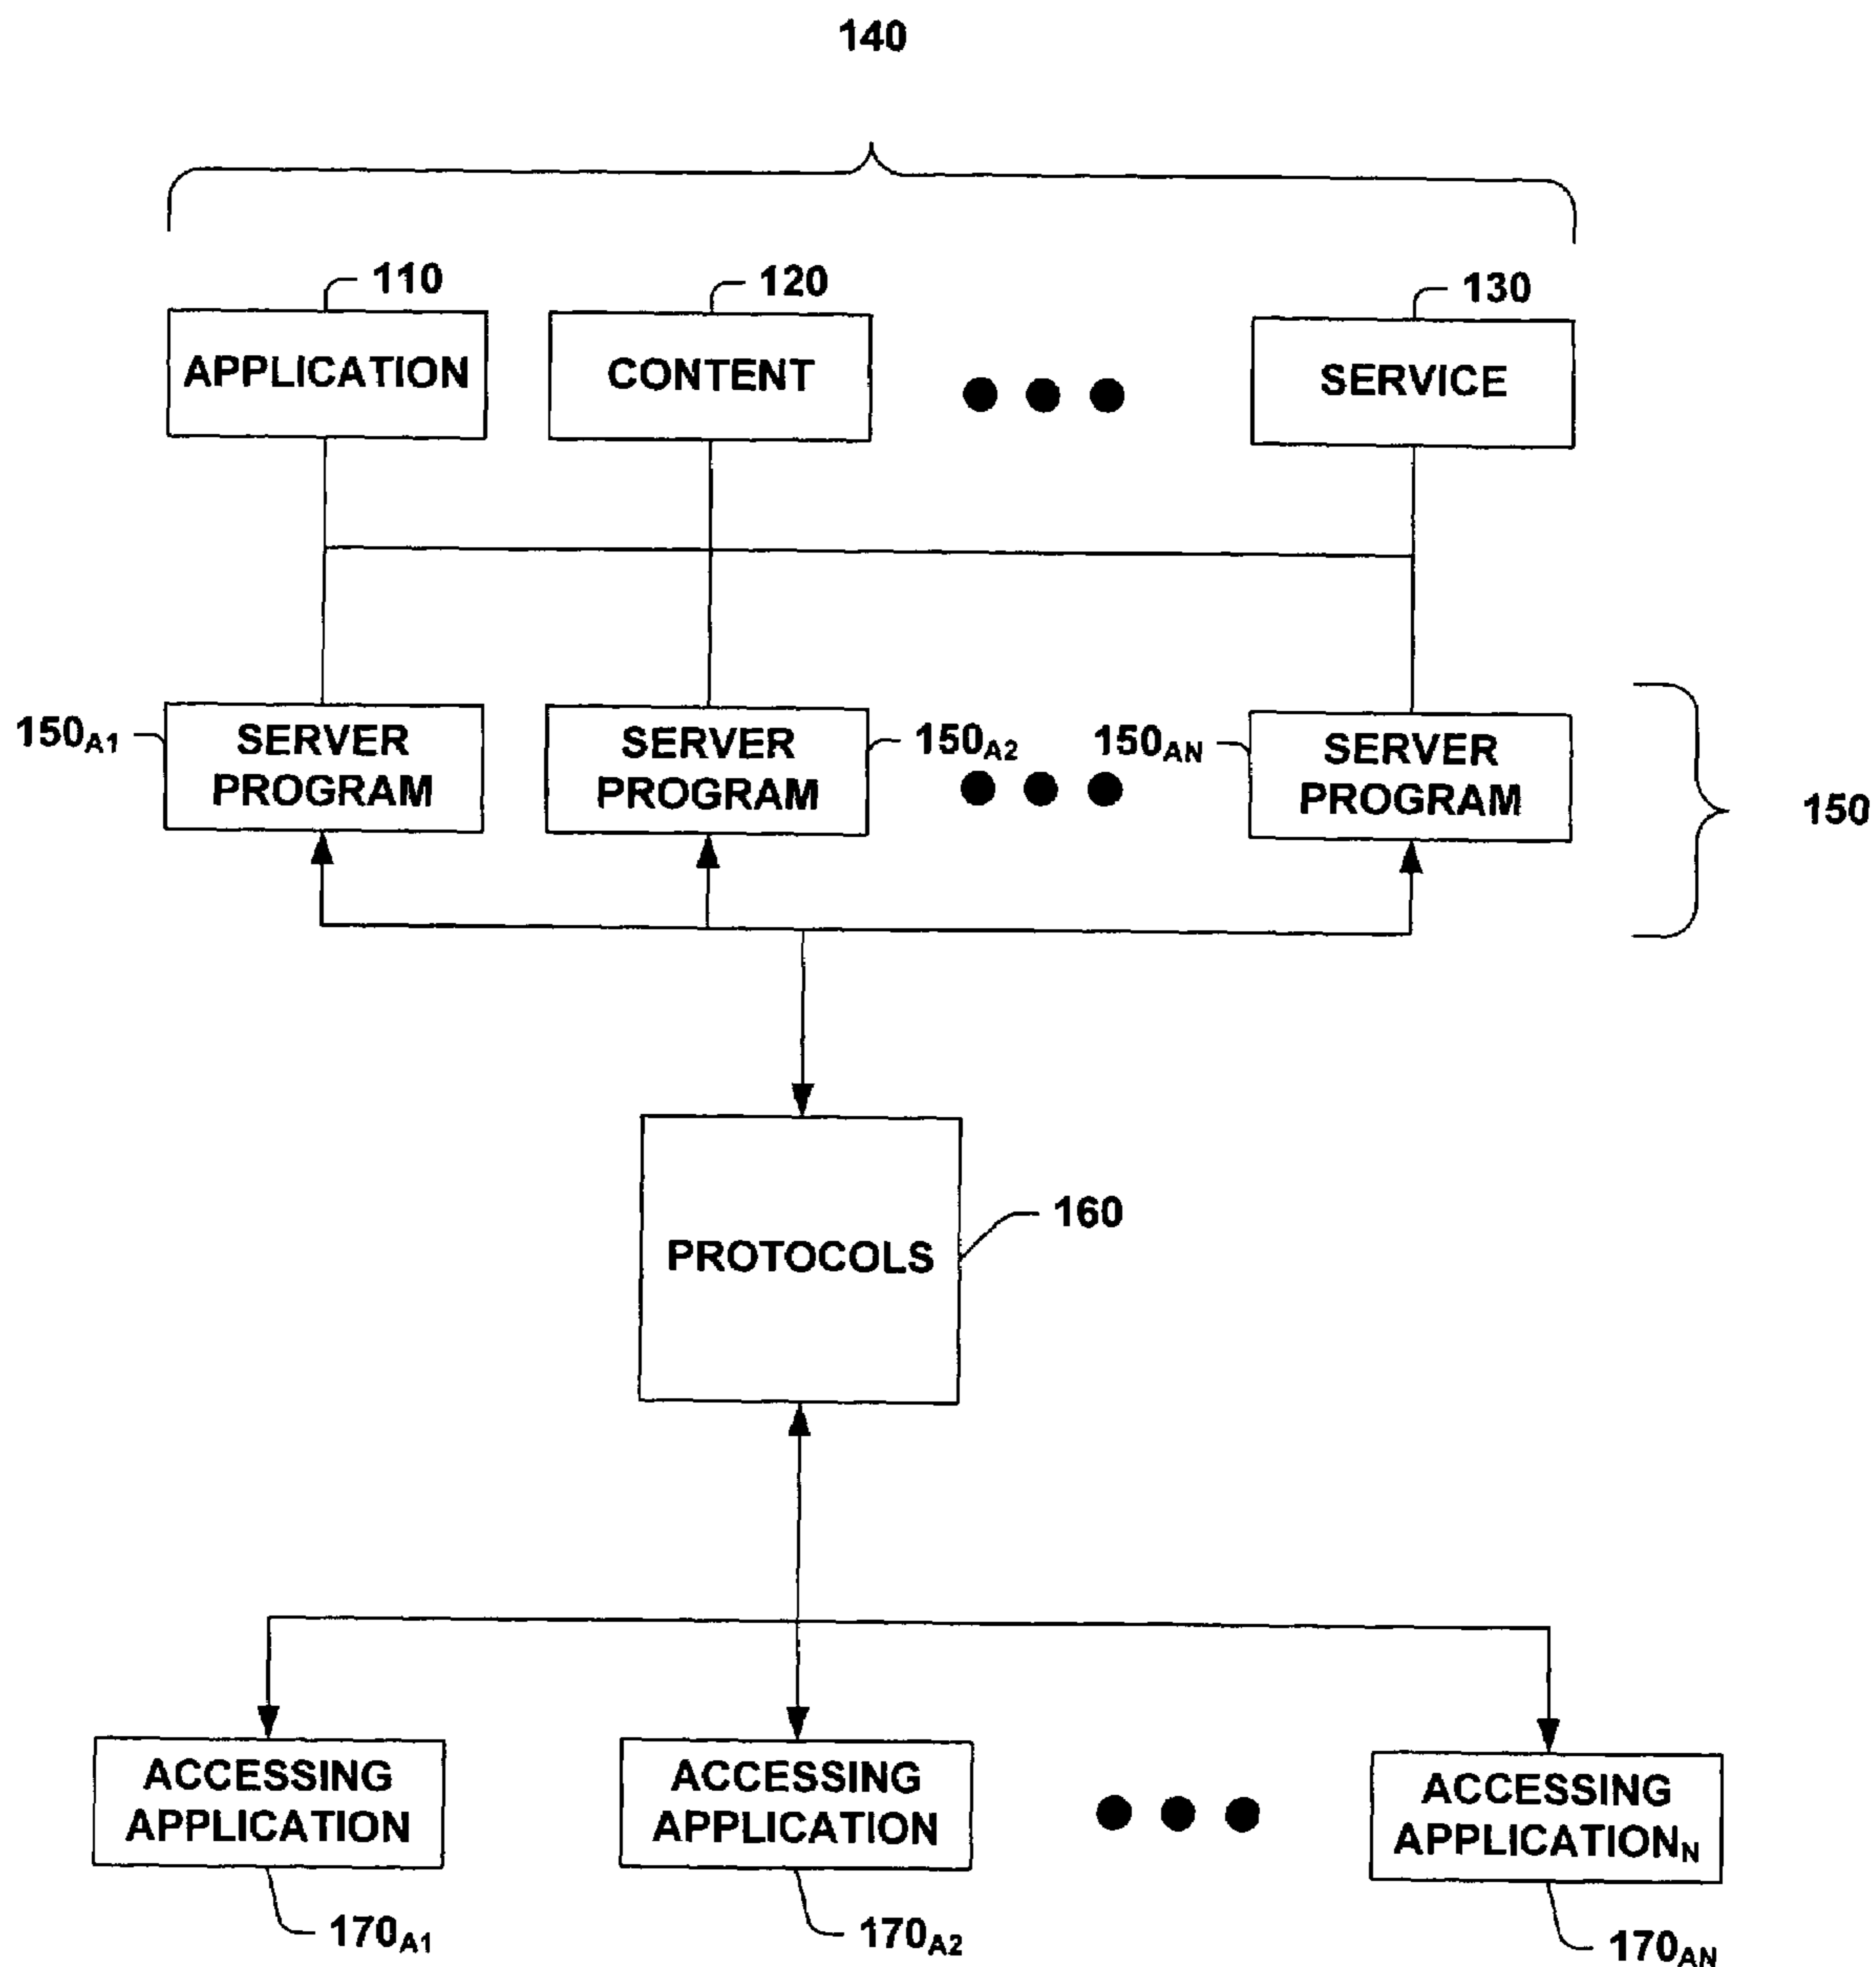 140
110
120
130
APPLICATION
CONTENT
SERVICE
150A1
SERVER
PROGRAM
SERVER
PROGRAM
150A2
150AN
SERVER
PROGRAM
150
PROTOCOLS
160
ACCESSING
APPLICATION
ACCESSING
APPLICATION
ACCESSING
APPLICATIONN
170A1
170A2
170AN